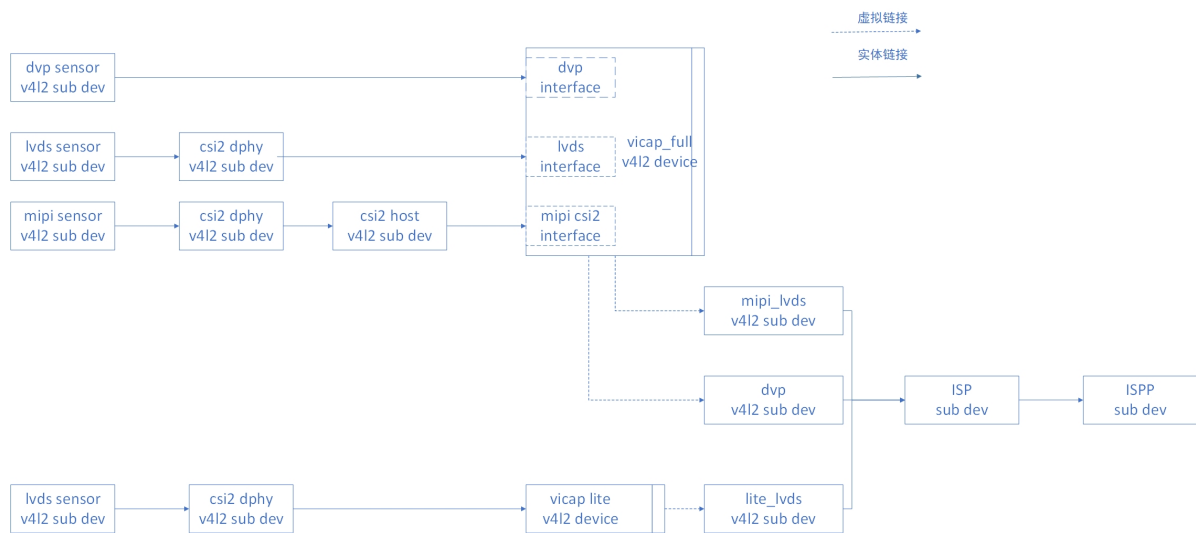 虚拟链接
实体链接
dvp sensor
v4l2 sub dev
dvp
interface
lvds sensor
v4l2 sub dev
csi2 dphy
v4l2 sub dev
lvds
interface
vicap_full
v4l2 device
mipi sensor
v4l2 sub dev
csi2 dphy
v4l2 sub dev
csi2 host
v4l2 sub dev
mipi csi2
interface
mipi_lvds
v4l2 sub dev
dvp
v4l2 sub dev
ISP
sub dev
ISPP
sub dev
lvds sensor
v4l2 sub dev
csi2 dphy
v4l2 sub dev
vicap lite
v4l2 device
lite_lvds
v4l2 sub dev